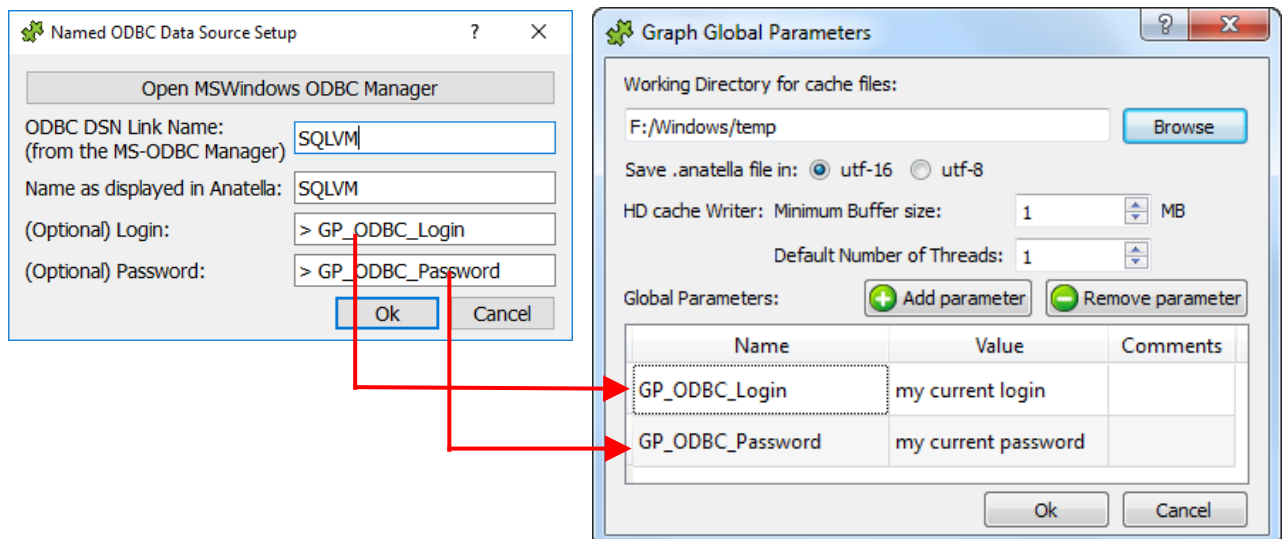 Named ODBC Data Source Setup
Open MSWindows ODBC Manager
ODBC DSN Link Name:
(from the MS-ODBC Manager)
SQLVM
Name as displayed in Anatella:
SQLVM
(Optional) Login:
> GP_ODBC_Login
(Optional) Password:
> GP_ODBC_Password
Ok
Cancel
Graph Global Parameters
Working Directory for cache files:
F:/Windows/temp
Browse
Save .anatella file in:
utf-16
utf-8
HD cache Writer:
Minimum Buffer size:
1
MB
Default Number of Threads:
1
Global Parameters:
Add parameter
Remove parameter
Name
Value
Comments
GP_ODBC_Login
my current login
GP_ODBC_Password
my current password
Ok
Cancel